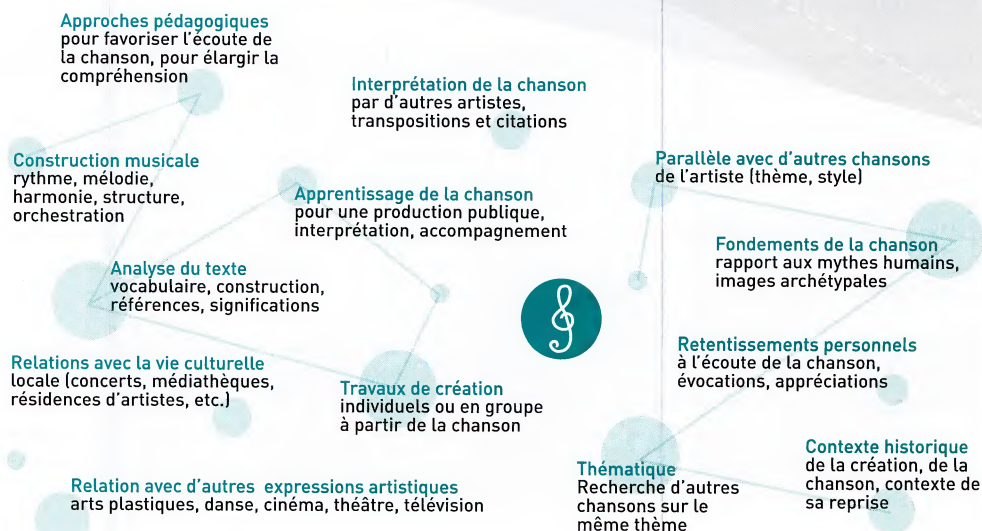 Approches pédagogiques
pour favoriser l'écoute de
la chanson, pour élargir la
compréhension
Interprétation de la chanson
par d'autres artistes,
transpositions et citations
Construction musicale
rythme, mélodie,
harmonie, structure,
orchestration
Apprentissage de la chanson
pour une production publique,
interprétation, accompagnement
Parallèle avec d'autres chansons
de l'artiste (thème, style)
Fondements de la chanson
rapport aux mythes humains,
images archétypales
Analyse du texte
vocabulaire, construction,
références, significations
Retentissements personnels
à l'écoute de la chanson,
évocations, appréciations
Relations avec la vie culturelle
locale (concerts, médiathèques,
résidences d'artistes, etc.)
Travaux de création
individuels ou en groupe
à partir de la chanson
Contexte historique
de la création, de la
chanson, contexte de
sa reprise
Thématique
Recherche d'autres
chansons sur le
même thème
Relation avec d'autres expressions artistiques
arts plastiques, danse, cinéma, théâtre, télévision